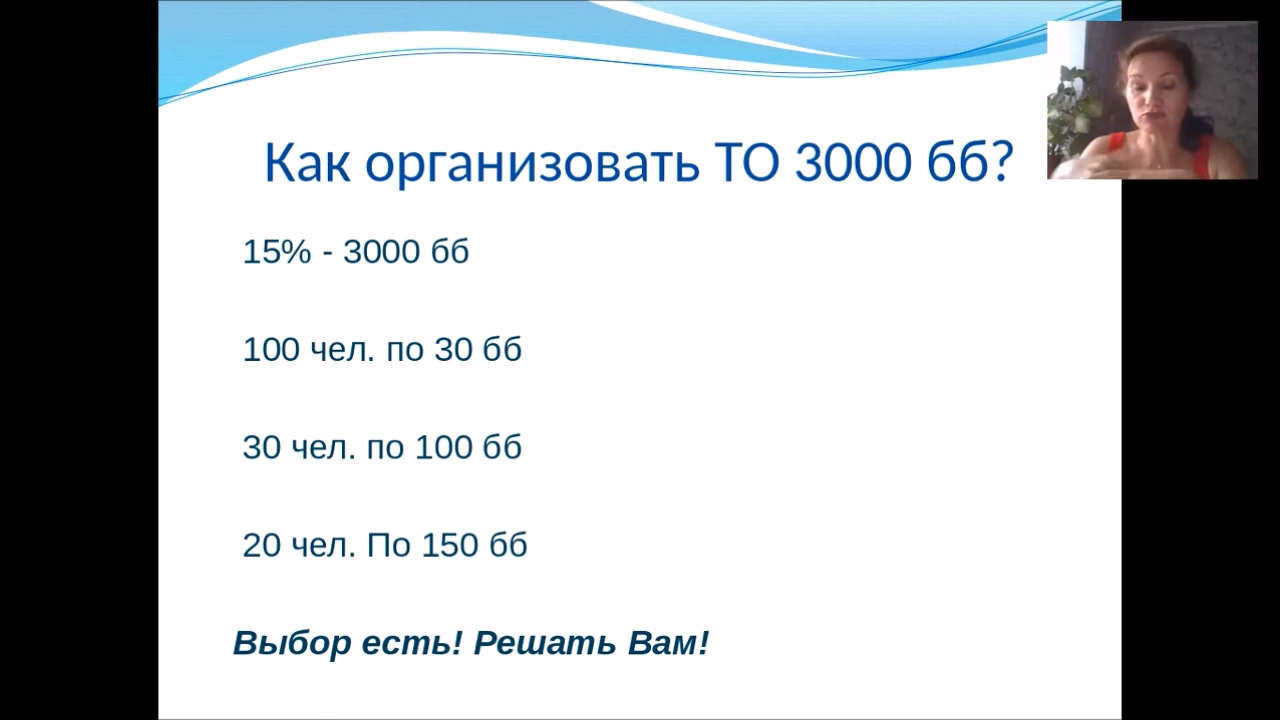 Как организовать ТО 3000 бб?
15% - 3000 бб
100 чел. по 30 бб
30 чел. по 100 бб
20 чел. По 150 бб
Выбор есть! Решать Вам!